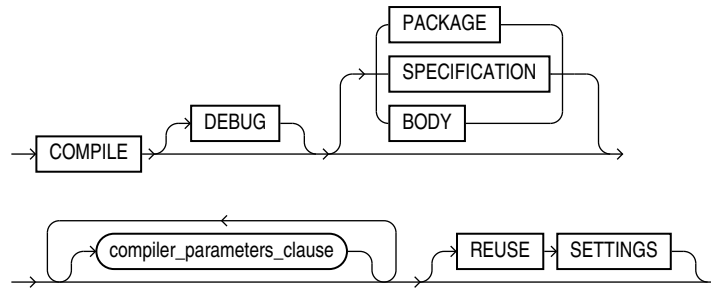 PACKAGE
SPECIFICATION
BODY
DEBUG
COMPILE
compiler_parameters_clause
REUSE SETTINGS